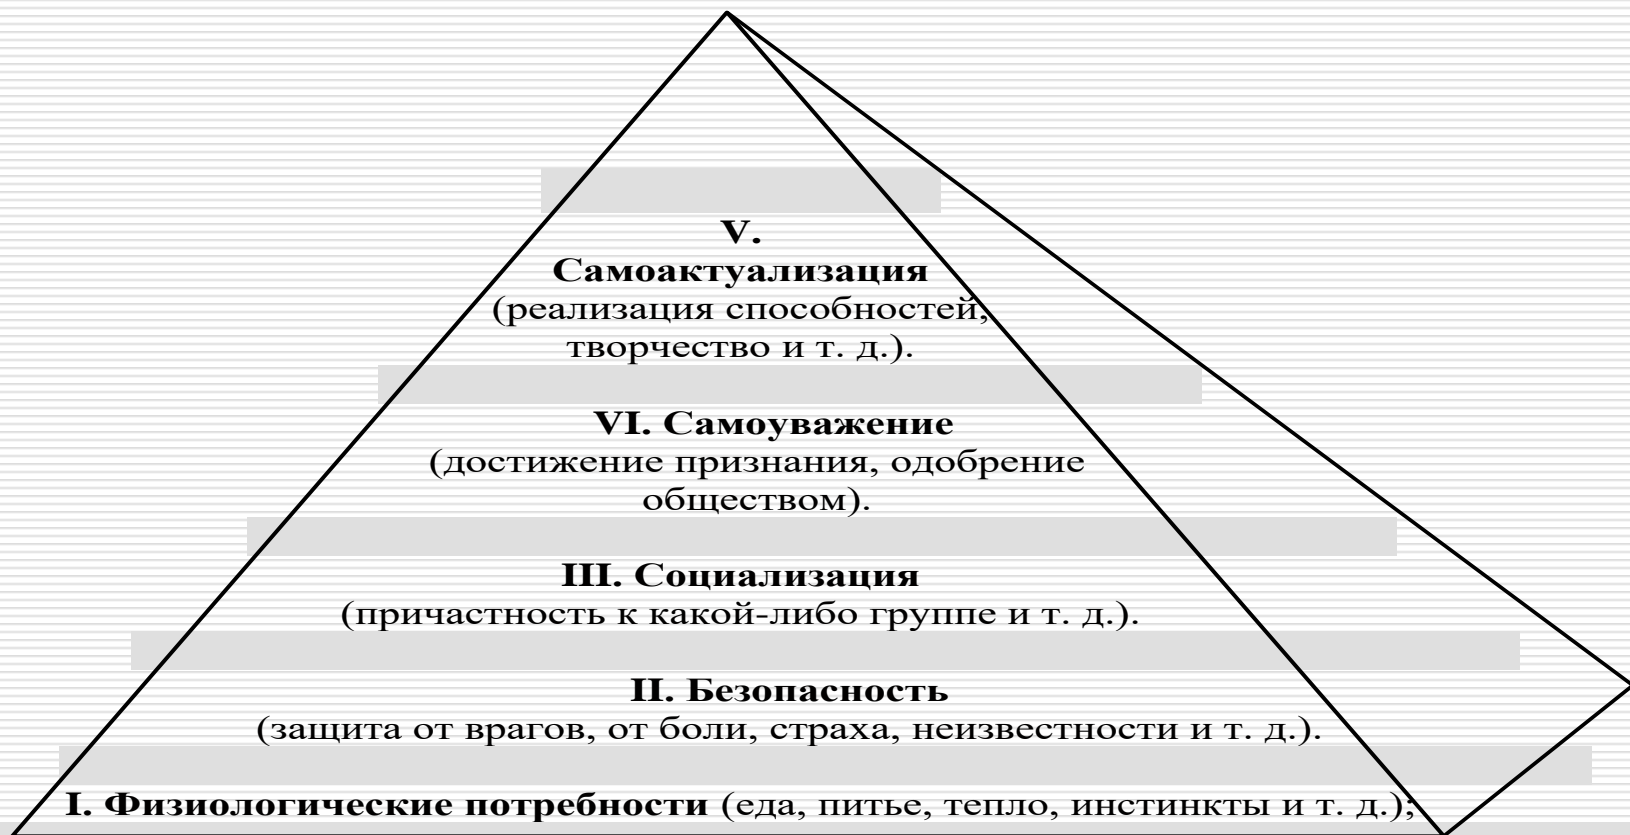 V.
Самоактуализация
(реализация способностей,
творчество и т. д.).
VI. Самоуважение
(достижение признания, одобрение
обществом).
III. Социализация
(причастность к какой-либо группе и т. д.).
II. Безопасность
(защита от врагов, от боли, страха, неизвестности и т. д.).
I. Физиологические потребности (еда, питье, тепло, инстинкты и т. д.);